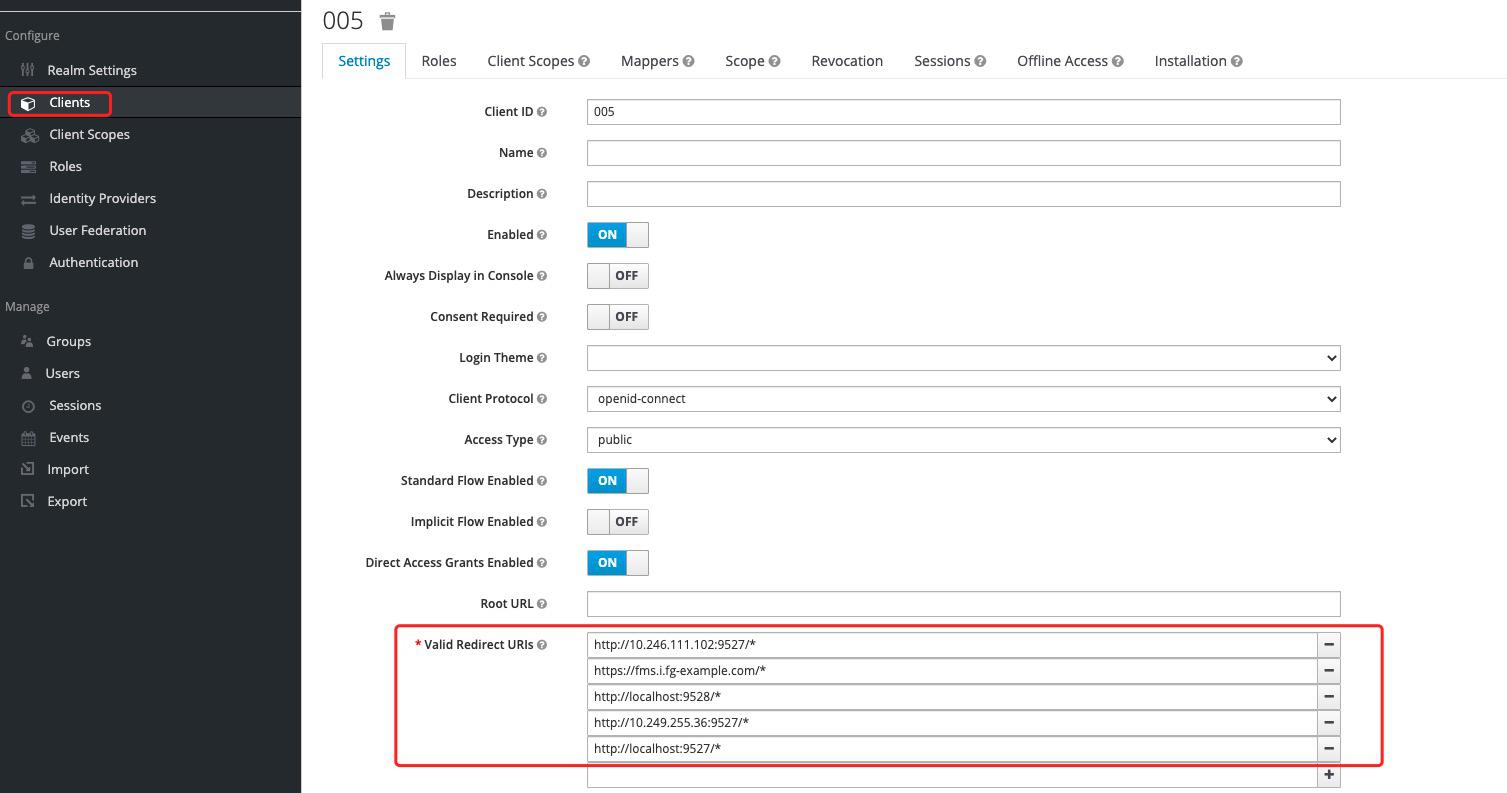 Configure
Realm Settings
Clients
Client Scopes
Roles
Identity Providers
User Federation
Authentication
Manage
Groups
Users
Sessions
Events
Import
Export
005
Settings Roles Client Scopes Mappers Scope Revocation Sessions Offline Access Installation
Client ID 005
Name
Description
Enabled ON
Always Display in Console OFF
Consent Required OFF
Login Theme
Client Protocol openid-connect
Access Type public
Standard Flow Enabled ON
Implicit Flow Enabled OFF
Direct Access Grants Enabled ON
Root URL
* Valid Redirect URIs http://10.246.111.102:9527/*
https://fms.i.fg-example.com/*
http://localhost:9528/*
http://10.249.255.36:9527/*
http://localhost:9527/*